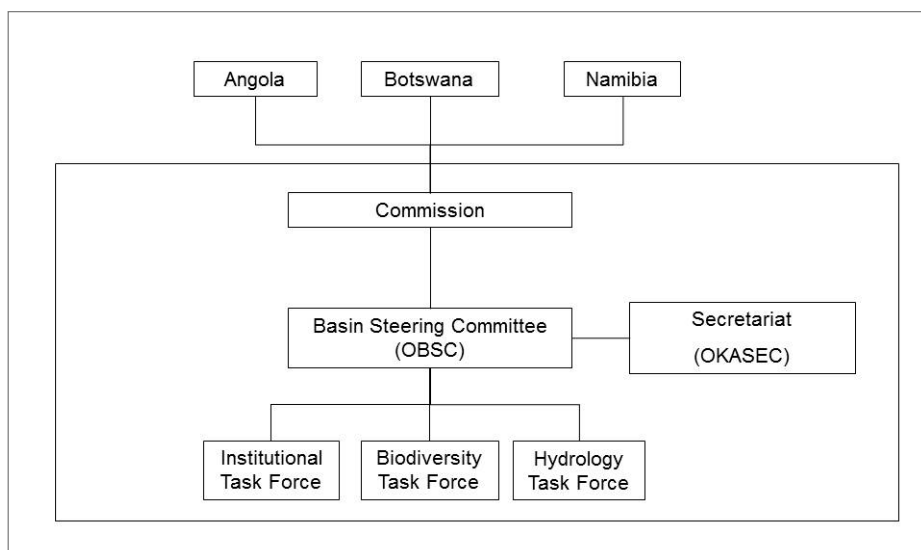 Angola
Botswana
Namibia
Commission
Basin Steering Committee
(OBSC)
Secretariat
(OKASEC)
Institutional
Task Force
Biodiversity
Task Force
Hydrology
Task Force